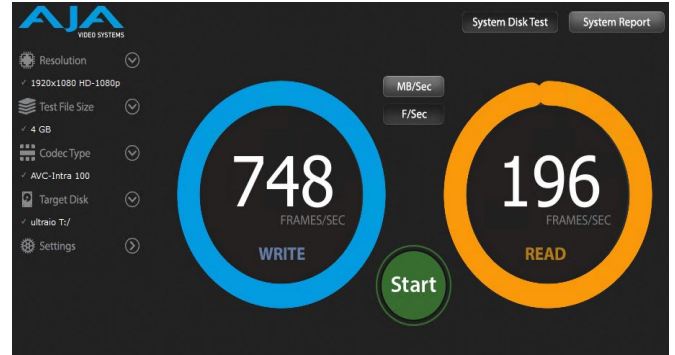 AJA
VIDEO SYSTEMS
System Disk Test
System Report
Resolution
✓ 1920x1080 HD-1080p
Test File Size
✓ 4 GB
Codec Type
✓ AVC-Intra 100
Target Disk
✓ ultraio T:/
Settings
MB/Sec
F/Sec
748
FRAMES/SEC
WRITE
196
FRAMES/SEC
READ
Start